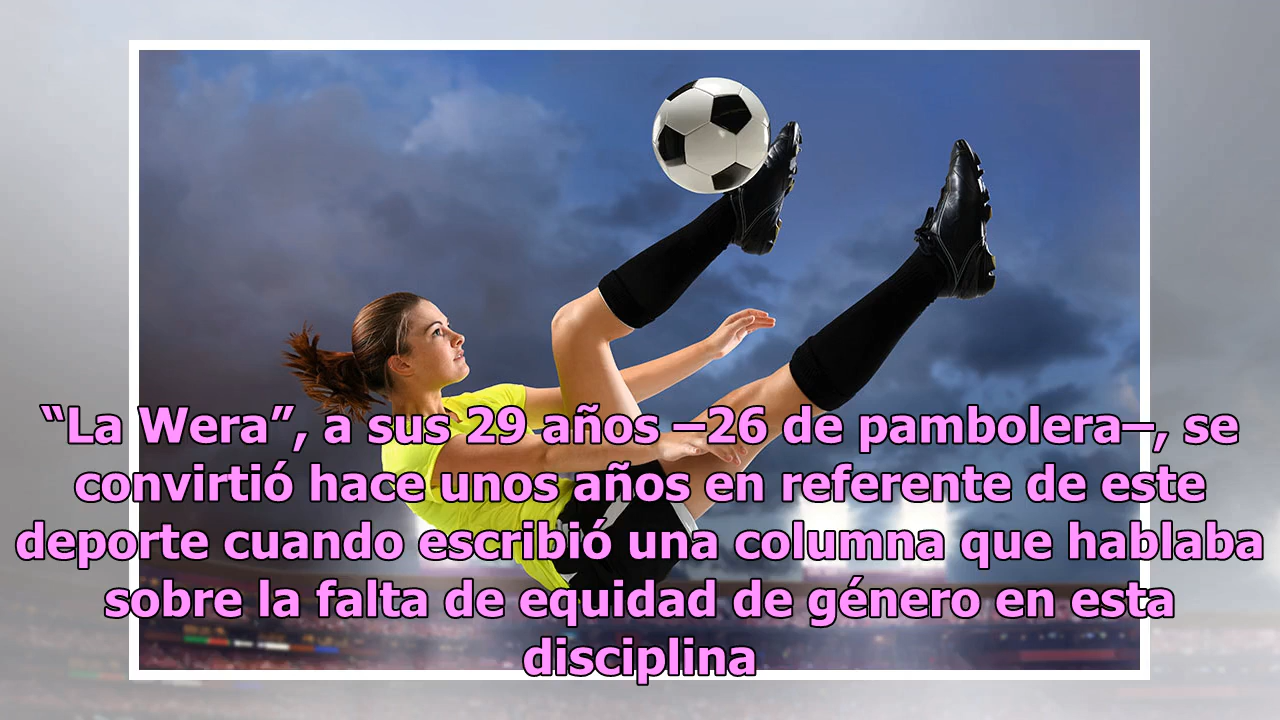 “La Wera”, a sus 29 años —26 de pambolera—, se
convirtió hace unos años en referente de este
deporte cuando escribió una columna que hablaba
sobre la falta de equidad de género en esta
disciplina